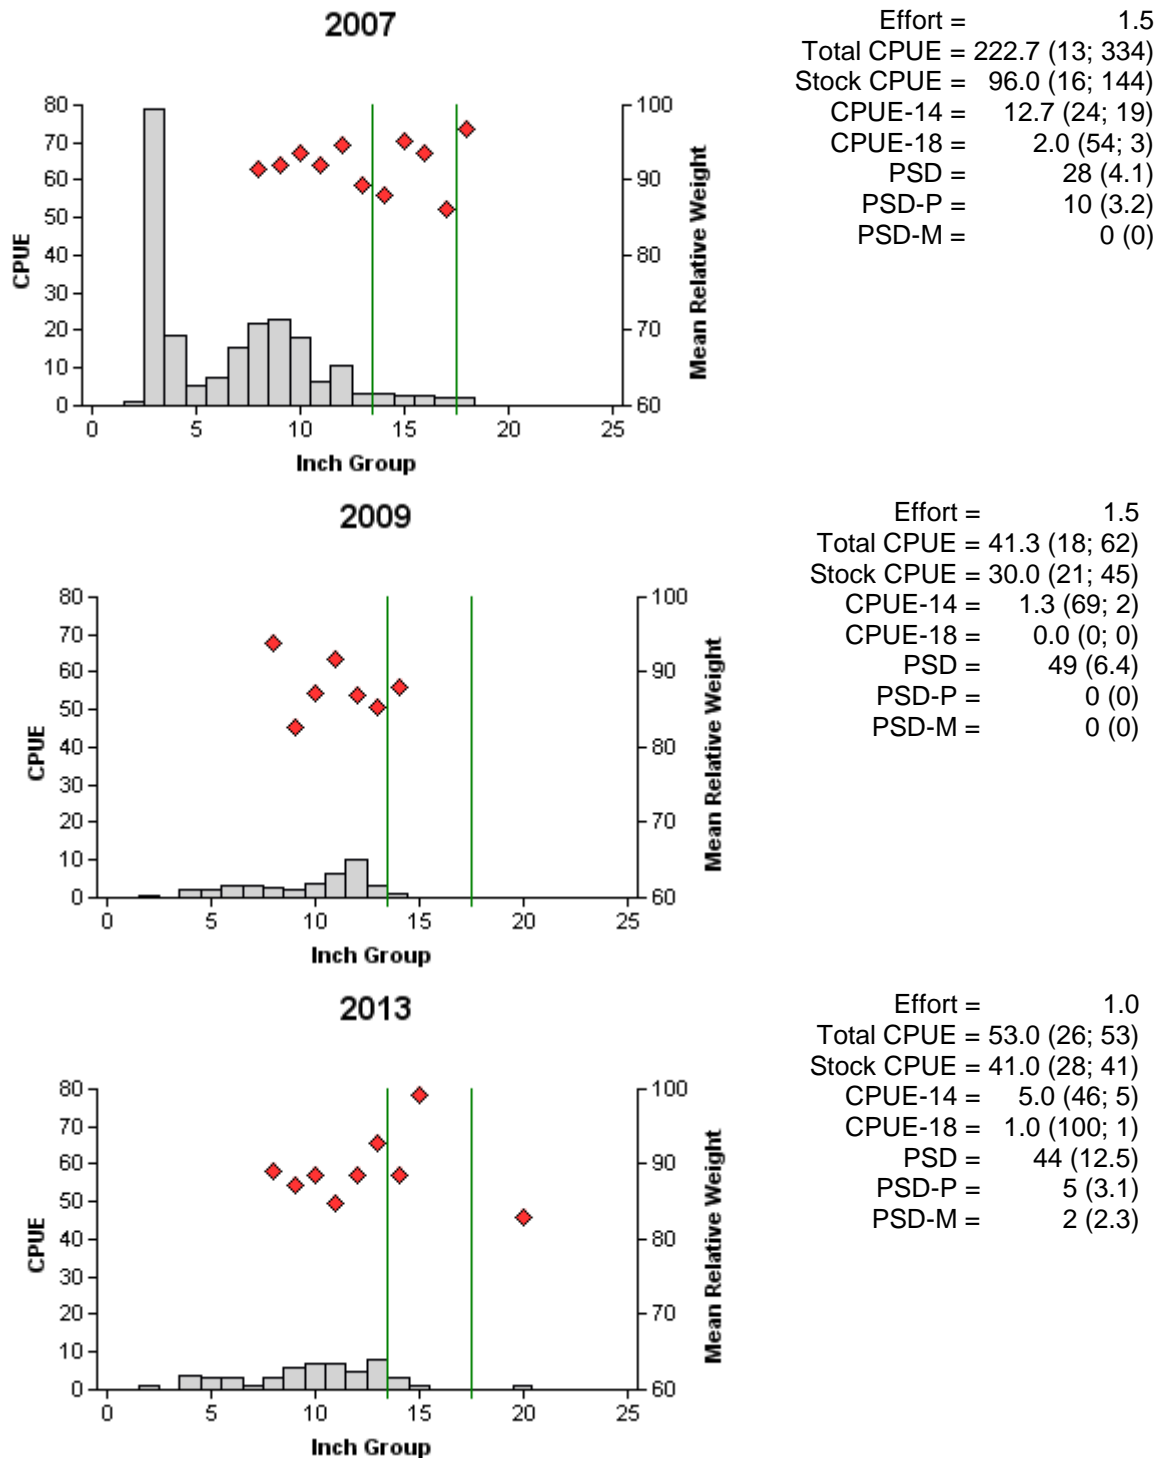 2007
Effort = 1.5
Total CPUE = 222.7 (13; 334)
Stock CPUE = 96.0 (16; 144)
CPUE-14 = 12.7 (24; 19)
CPUE-18 = 2.0 (54; 3)
PSD = 28 (4.1)
PSD-P = 10 (3.2)
PSD-M = 0 (0)
80
70
60
50
40
30
20
10
0
CPUE
100
90
80
70
60
Mean Relative Weight
0 5 10 15 20 25
Inch Group
2009
Effort = 1.5
Total CPUE = 41.3 (18; 62)
Stock CPUE = 30.0 (21; 45)
CPUE-14 = 1.3 (69; 2)
CPUE-18 = 0.0 (0; 0)
PSD = 49 (6.4)
PSD-P = 0 (0)
PSD-M = 0 (0)
80
70
60
50
40
30
20
10
0
CPUE
100
90
80
70
60
Mean Relative Weight
0 5 10 15 20 25
Inch Group
2013
Effort = 1.0
Total CPUE = 53.0 (26; 53)
Stock CPUE = 41.0 (28; 41)
CPUE-14 = 5.0 (46; 5)
CPUE-18 = 1.0 (100; 1)
PSD = 44 (12.5)
PSD-P = 5 (3.1)
PSD-M = 2 (2.3)
80
70
60
50
40
30
20
10
0
CPUE
100
90
80
70
60
Mean Relative Weight
0 5 10 15 20 25
Inch Group